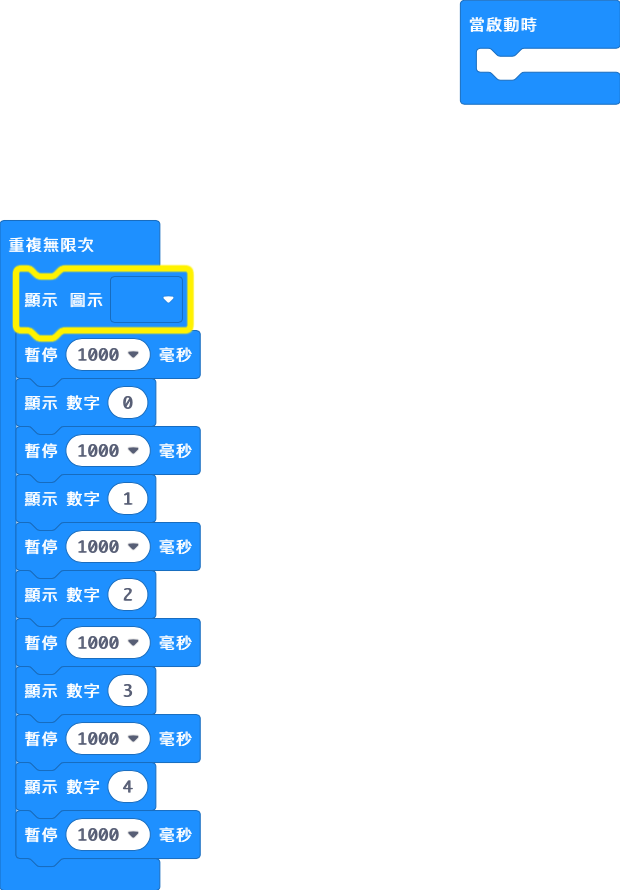 當啟動時
重複無限次
顯示 圖示
暫停 1000 毫秒
顯示 數字 0
暫停 1000 毫秒
顯示 數字 1
暫停 1000 毫秒
顯示 數字 2
暫停 1000 毫秒
顯示 數字 3
暫停 1000 毫秒
顯示 數字 4
暫停 1000 毫秒